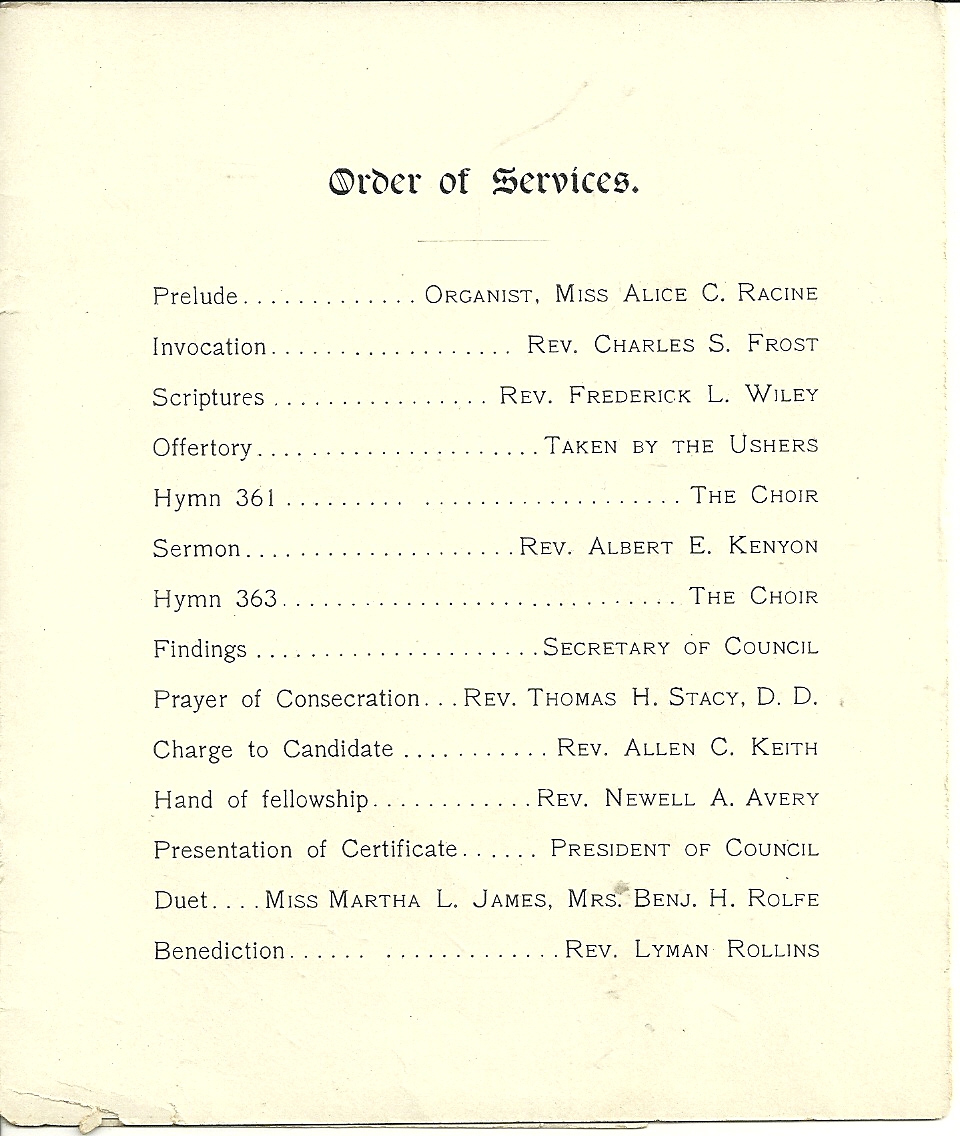 Order of Services.
Prelude............. ORGANIST, MISS ALICE C. RACINE
Invocation.................. REV. CHARLES S. FROST
Scriptures ................ REV. FREDERICK L. WILEY
Offertory.....................TAKEN BY THE USHERS
Hymn 361 ......... .................... THE CHOIR
Sermon.....................REV. ALBERT E. KENYON
Hymn 363.............................. THE CHOIR
Findings ......................SECRETARY OF COUNCIL
Prayer of Consecration...REV. THOMAS H. STACY, D. D.
Charge to Candidate ........... REV. ALLEN C. KEITH
Hand of fellowship............REV. NEWELL A. AVERY
Presentation of Certificate...... PRESIDENT OF COUNCIL
Duet....MISS MARTHA L. JAMES, MRS. BENJ. H. ROLFE
Benediction...... .............REV. LYMAN ROLLINS